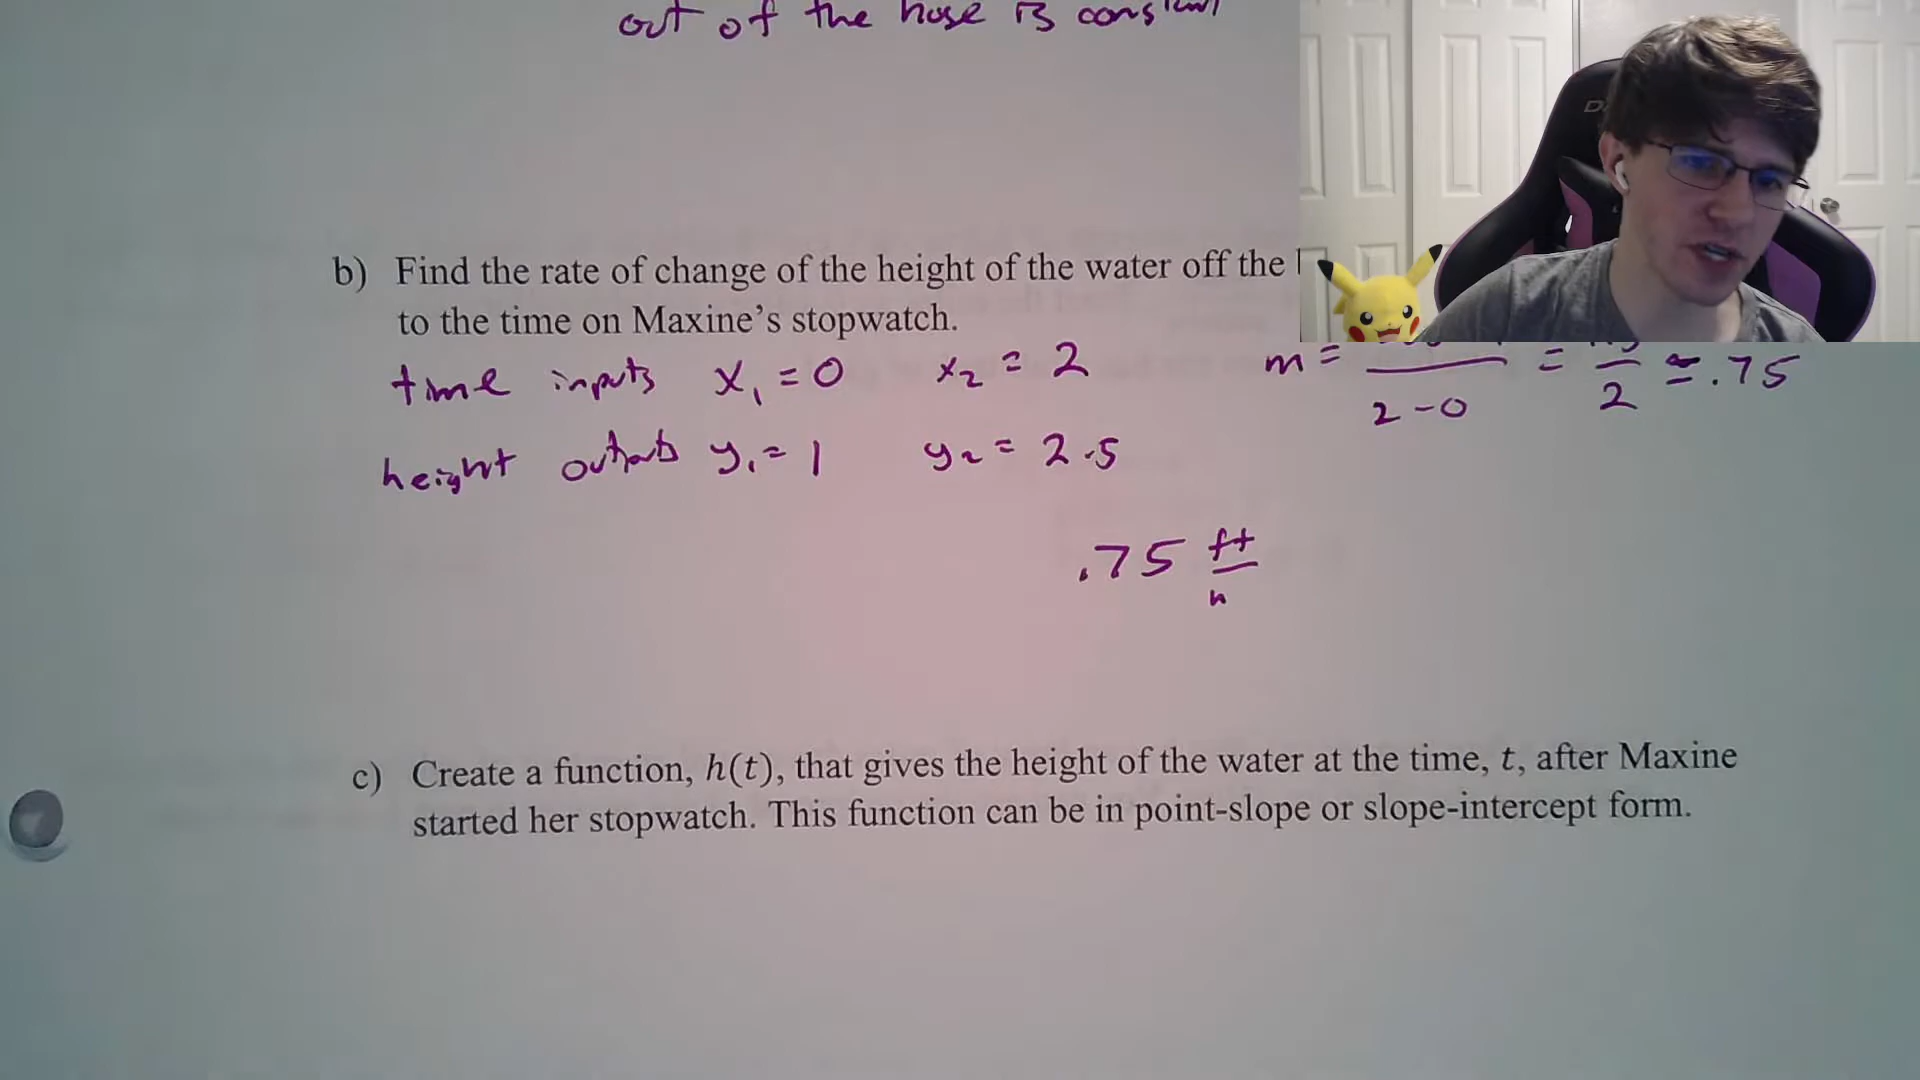 out of the hose is constant
b) Find the rate of change of the height of the water off the
to the time on Maxine’s stopwatch.
time inputs x₁ = 0 x₂ = 2 m = 2 - 0 = 2 = .75
height outputs y₁ = 1 y₂ = 2.5
.75 ft
h
c) Create a function, h(t), that gives the height of the water at the time, t, after Maxine
started her stopwatch. This function can be in point-slope or slope-intercept form.